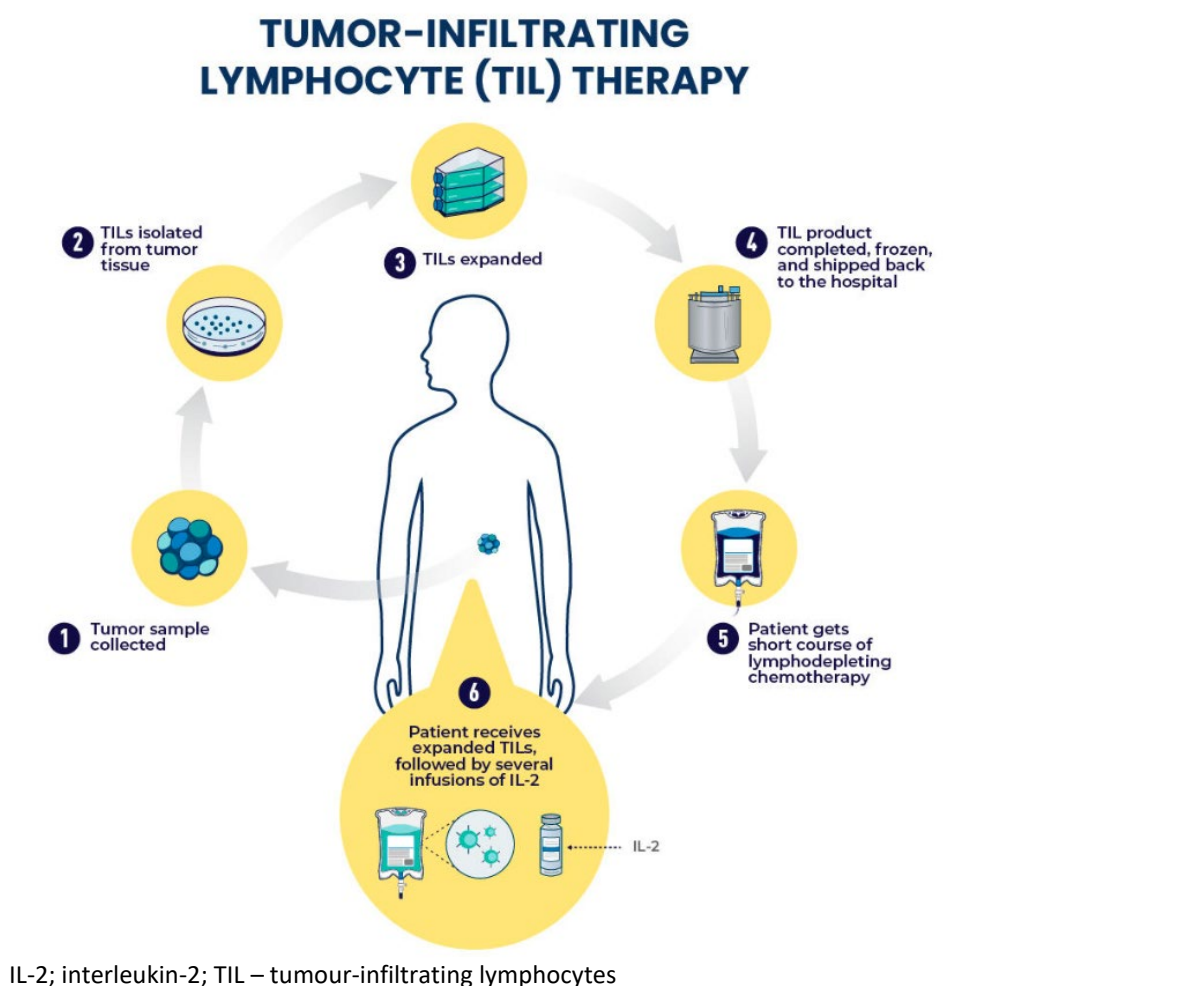 TUMOR-INFILTRATING
LYMPHOCYTE (TIL) THERAPY
1
Tumor sample
collected
2
TILs isolated
from tumor
tissue
3
TILs expanded
4
TIL product
completed, frozen,
and shipped back
to the hospital
5
Patient gets
short course of
lymphodepleting
chemotherapy
6
Patient receives
expanded TILs,
followed by several
infusions of IL-2
IL-2
IL-2; interleukin-2; TIL – tumour-infiltrating lymphocytes